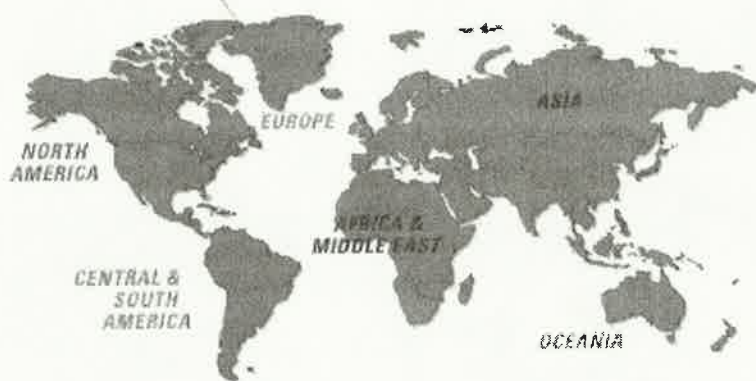 EUROPE
ASIA
NORTH
AMERICA
AFRICA &
MIDDLE EAST
CENTRAL &
SOUTH
AMERICA
OCEANIA